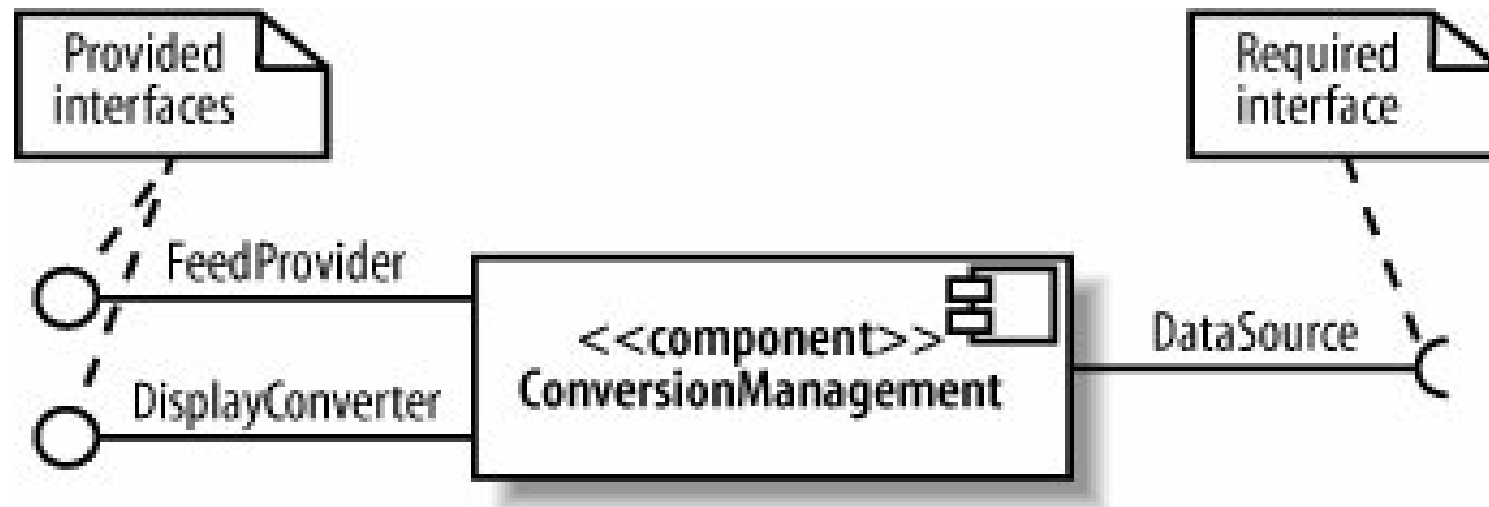 Provided
interfaces
Required
interface
FeedProvider
<<component>>
ConversionManagement
DataSource
DisplayConverter